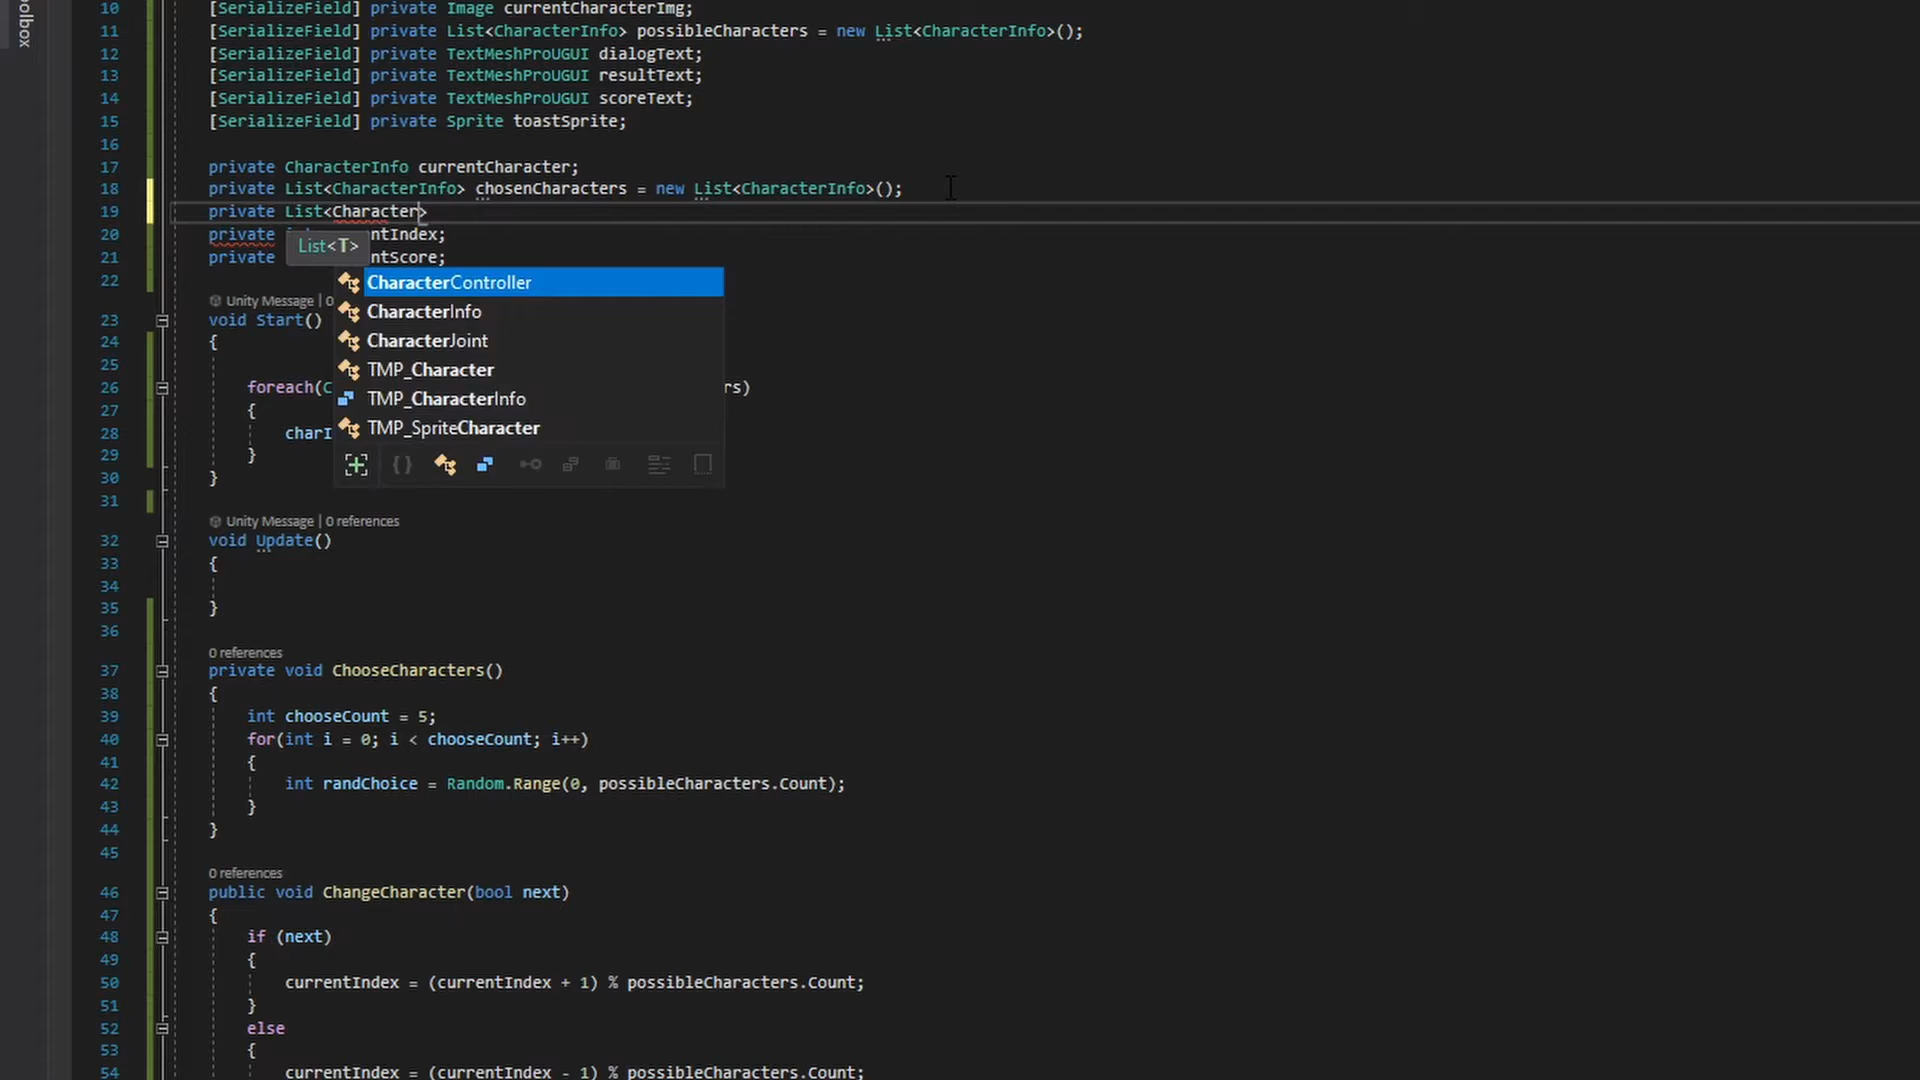 olbox
10 [SerializeField] private Image currentCharacterImg;
11 [SerializeField] private List<CharacterInfo> possibleCharacters = new List<CharacterInfo>();
12 [SerializeField] private TextMeshProUGUI dialogText;
13 [SerializeField] private TextMeshProUGUI resultText;
14 [SerializeField] private TextMeshProUGUI scoreText;
15 [SerializeField] private Sprite toastSprite;
16
17 private CharacterInfo currentCharacter;
18 private List<CharacterInfo> chosenCharacters = new List<CharacterInfo>();
19 private List<Character>
20 private ntIndex;
List<T>
21 private ntScore;
CharacterController
22
Unity Message | 0
CharacterInfo
23 void Start()
CharacterJoint
24 {
25
TMP_Character
26 foreach(C rs)
TMP_CharacterInfo
27 {
TMP_SpriteCharacter
28 charI
29 }
30 }
31
Unity Message | 0 references
32 void Update()
33 {
34
35 }
36
0 references
37 private void ChooseCharacters()
38 {
39 int chooseCount = 5;
40 for(int i = 0; i < chooseCount; i++)
41 {
42 int randChoice = Random.Range(0, possibleCharacters.Count);
43 }
44 }
45
0 references
46 public void ChangeCharacter(bool next)
47 {
48 if (next)
49 {
50 currentIndex = (currentIndex + 1) % possibleCharacters.Count;
51 }
52 else
53 {
54 currentIndex = (currentIndex - 1) % possibleCharacters.Count;